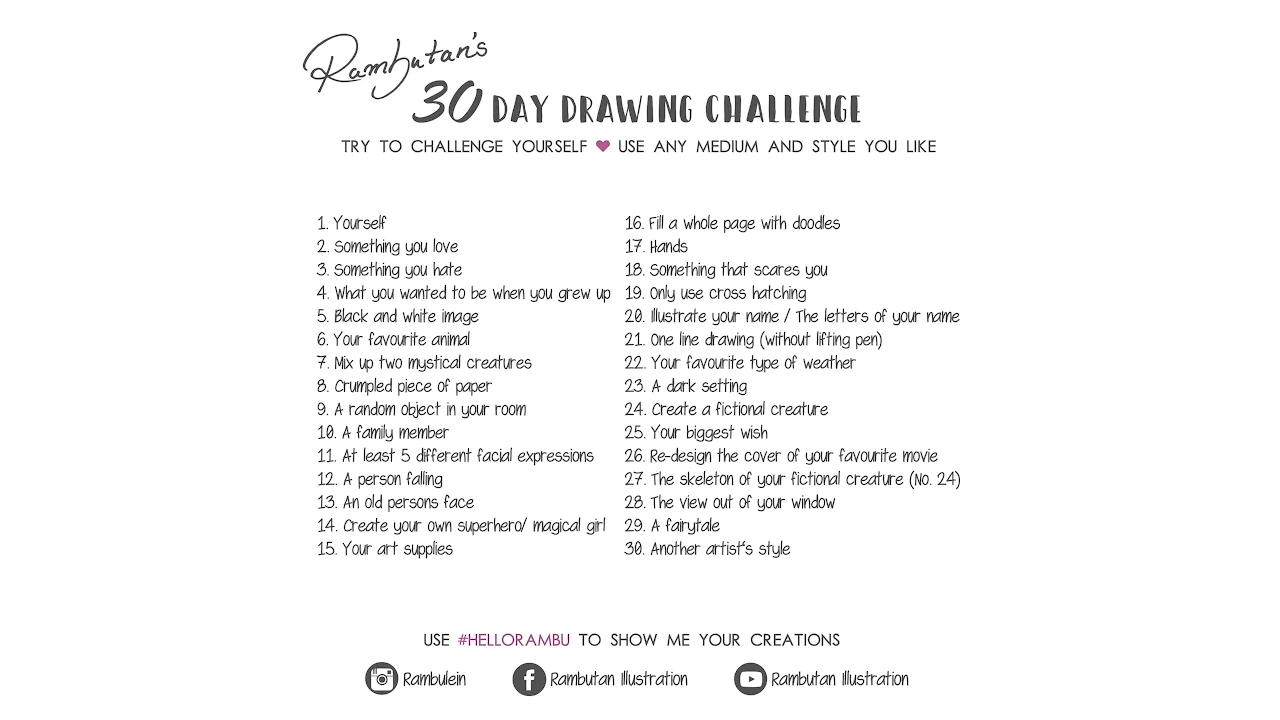 Rambutan's
30 DAY DRAWING CHALLENGE
TRY TO CHALLENGE YOURSELF ♥ USE ANY MEDIUM AND STYLE YOU LIKE
1. Yourself
2. Something you love
3. Something you hate
4. What you wanted to be when you grew up
5. Black and white image
6. Your favourite animal
7. Mix up two mystical creatures
8. Crumpled piece of paper
9. A random object in your room
10. A family member
11. At least 5 different facial expressions
12. A person falling
13. An old persons face
14. Create your own superhero/ magical girl
15. Your art supplies
16. Fill a whole page with doodles
17. Hands
18. Something that scares you
19. Only use cross hatching
20. Illustrate your name / The letters of your name
21. One line drawing (without lifting pen)
22. Your favourite type of weather
23. A dark setting
24. Create a fictional creature
25. Your biggest wish
26. Re-design the cover of your favourite movie
27. The skeleton of your fictional creature (No. 24)
28. The view out of your window
29. A fairytale
30. Another artist's style
USE #HELLORAMBU TO SHOW ME YOUR CREATIONS
Rambulein Rambutan Illustration Rambutan Illustration